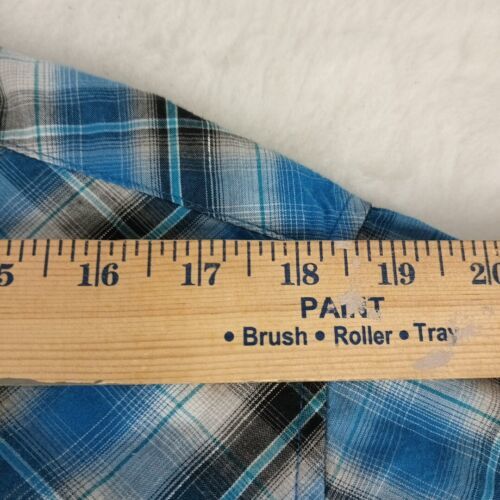 5 16 17 18 19 20
PAINT
• Brush • Roller • Tray